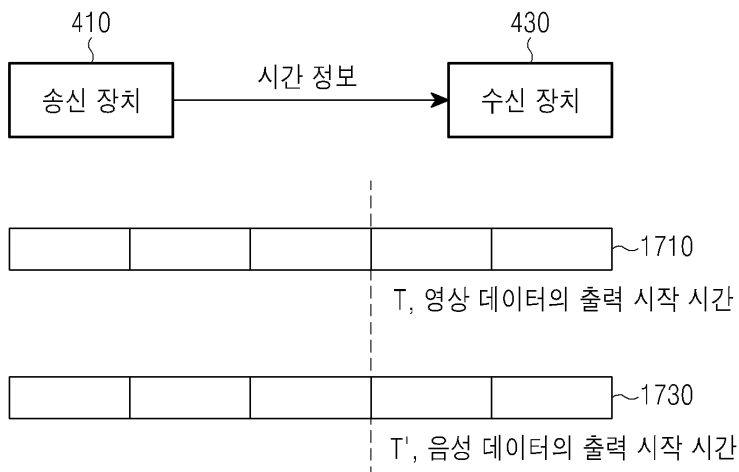 410
430
송신 장치
시간 정보
수신 장치
1710
T, 영상 데이터의 출력 시작 시간
1730
T', 음성 데이터의 출력 시작 시간